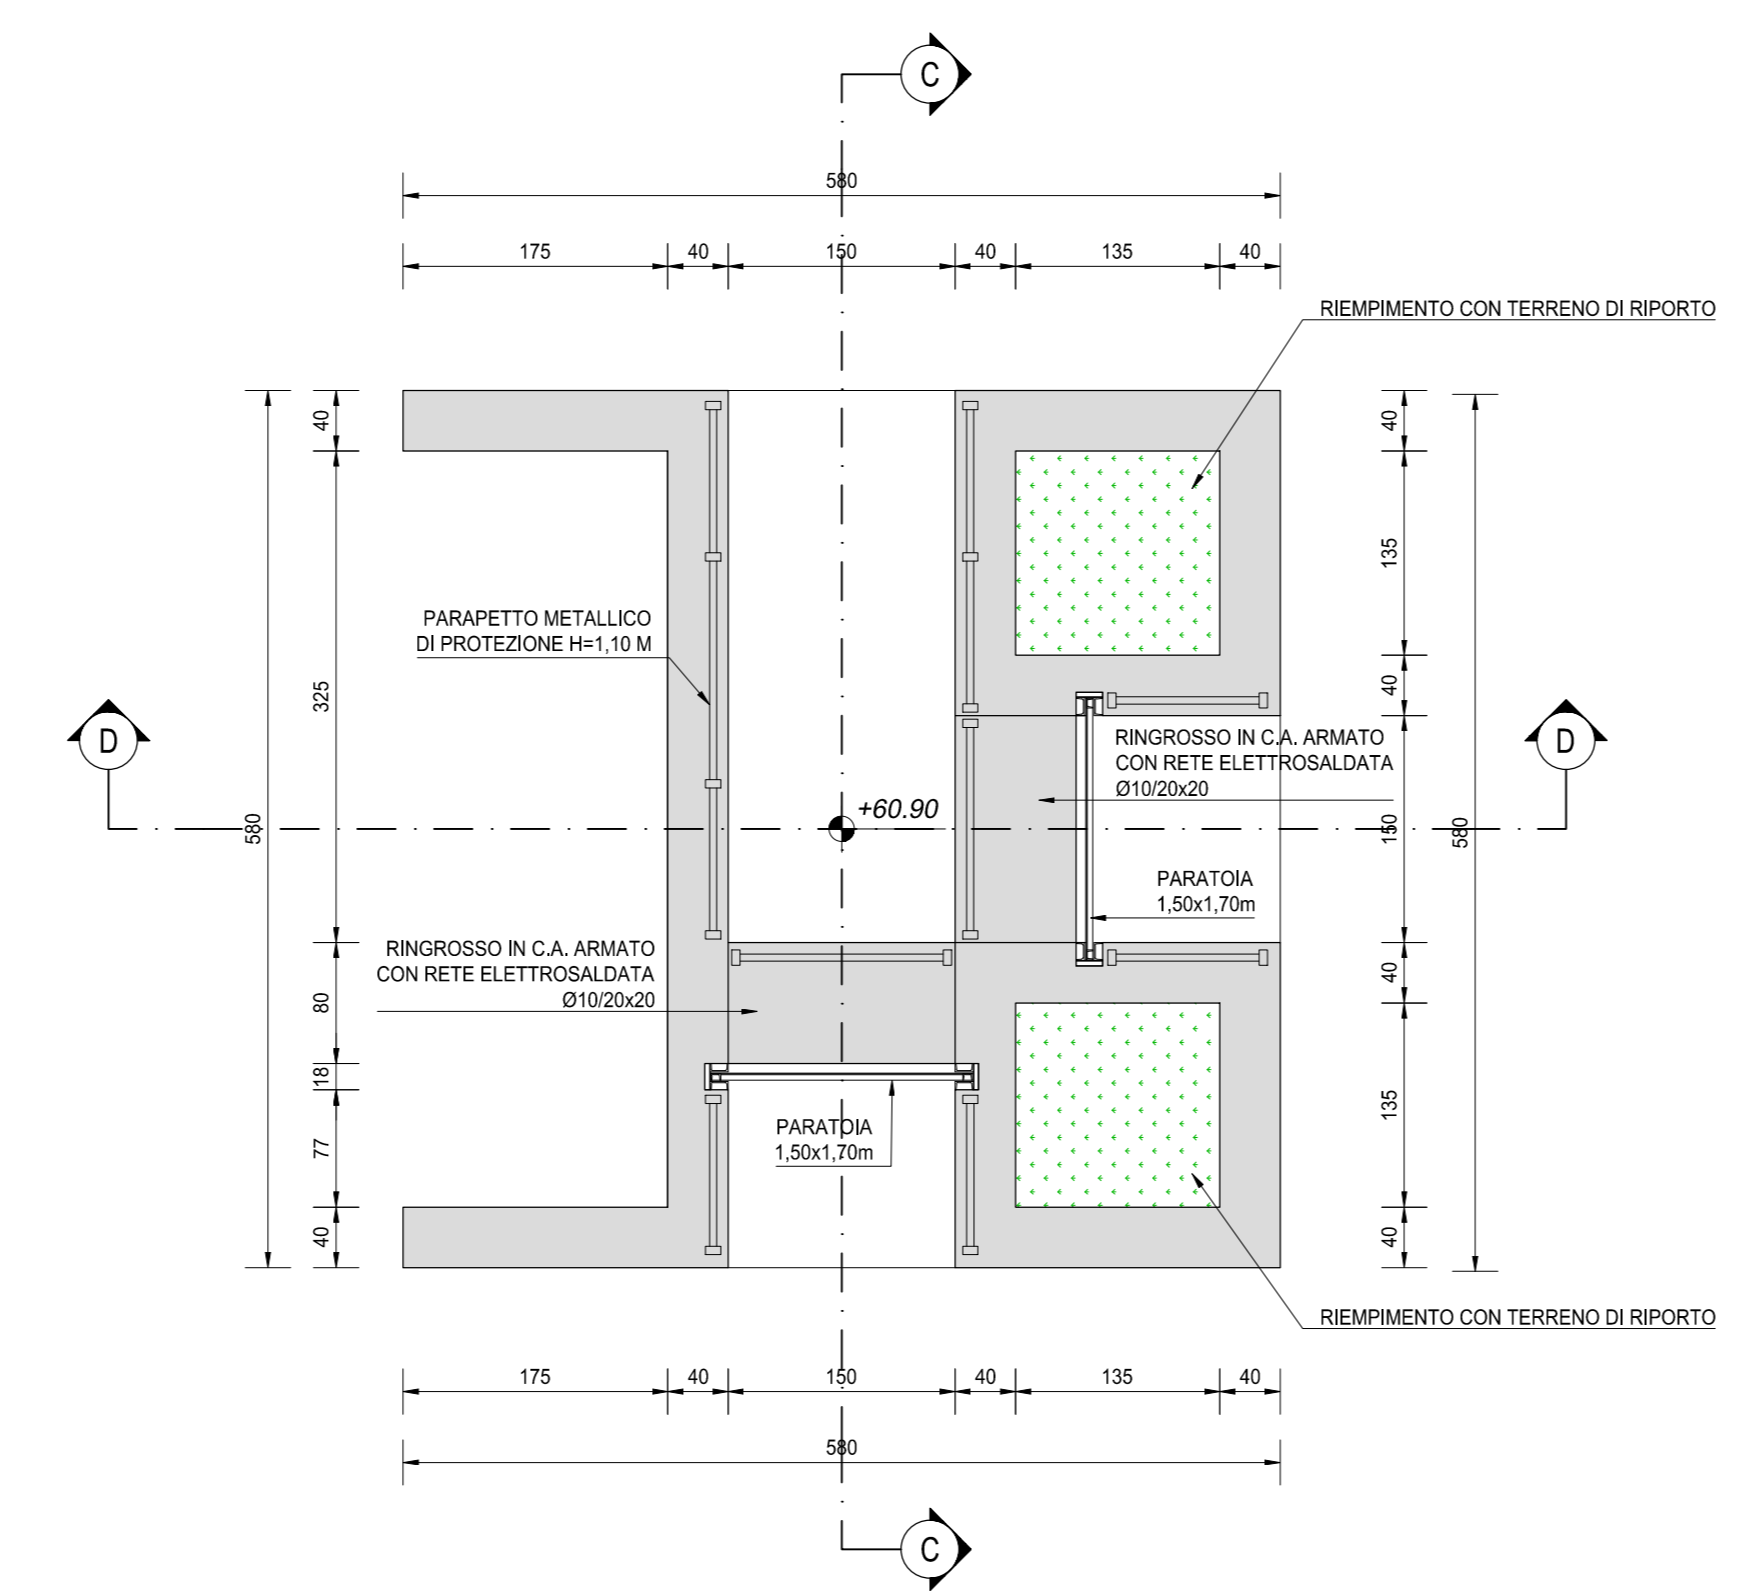 C
580
175 40 150 40 135 40
RIEMPIMENTO CON TERRENO DI RIPORTO
40
40
135
PARAPETTO METALLICO
DI PROTEZIONE H=1,10 M
325
40
D
RINGROSSO IN C.A. ARMATO
CON RETE ELETTROSALDATA
Ø10/20x20
D
+60.90
580
150
580
PARATOIA
1,50x1,70m
RINGROSSO IN C.A. ARMATO
CON RETE ELETTROSALDATA
Ø10/20x20
40
80
18
135
PARATOIA
1,50x1,70m
77
40
40
RIEMPIMENTO CON TERRENO DI RIPORTO
175 40 150 40 135 40
580
C